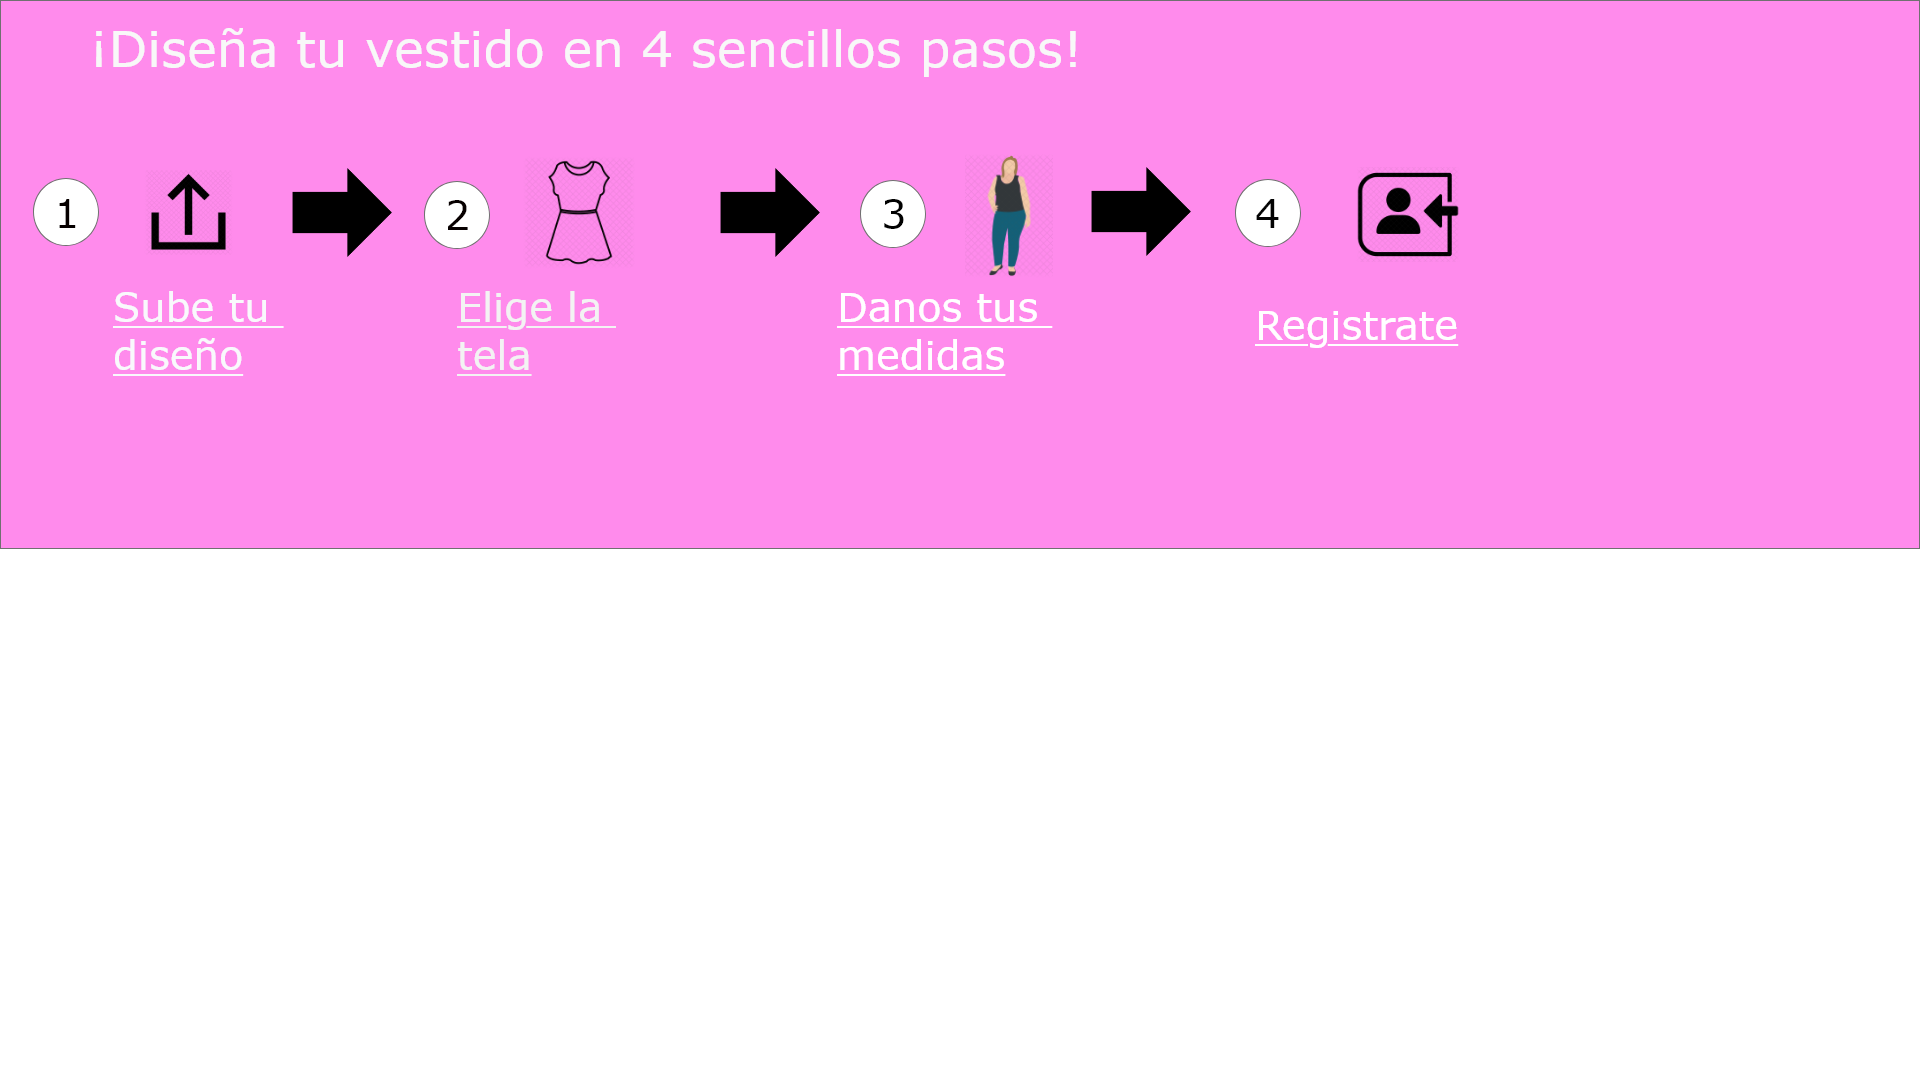 ¡Diseña tu vestido en 4 sencillos pasos!
1
2
3
4
Sube tu
diseño
Elige la
tela
Danos tus
medidas
Registrate